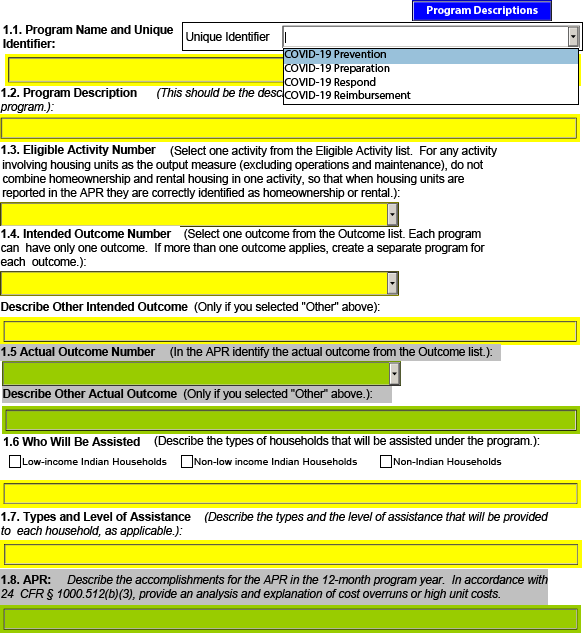 Program Descriptions
1.1. Program Name and Unique
Identifier:
Unique Identifier
COVID-19 Prevention
COVID-19 Preparation
COVID-19 Respond
COVID-19 Reimbursement
1.2. Program Description (This should be the desc
program.):
1.3. Eligible Activity Number (Select one activity from the Eligible Activity list. For any activity
involving housing units as the output measure (excluding operations and maintenance), do not
combine homeownership and rental housing in one activity, so that when housing units are
reported in the APR they are correctly identified as homeownership or rental.):
1.4. Intended Outcome Number (Select one outcome from the Outcome list. Each program
can have only one outcome. If more than one outcome applies, create a separate program for
each outcome.):
Describe Other Intended Outcome (Only if you selected "Other" above):
1.5 Actual Outcome Number (In the APR identify the actual outcome from the Outcome list.):
Describe Other Actual Outcome (Only if you selected "Other" above.):
1.6 Who Will Be Assisted (Describe the types of households that will be assisted under the program.):
Low-income Indian Households Non-low income Indian Households Non-Indian Households
1.7. Types and Level of Assistance (Describe the types and the level of assistance that will be provided
to each household, as applicable.):
1.8. APR: Describe the accomplishments for the APR in the 12-month program year. In accordance with
24 CFR § 1000.512(b)(3), provide an analysis and explanation of cost overruns or high unit costs.